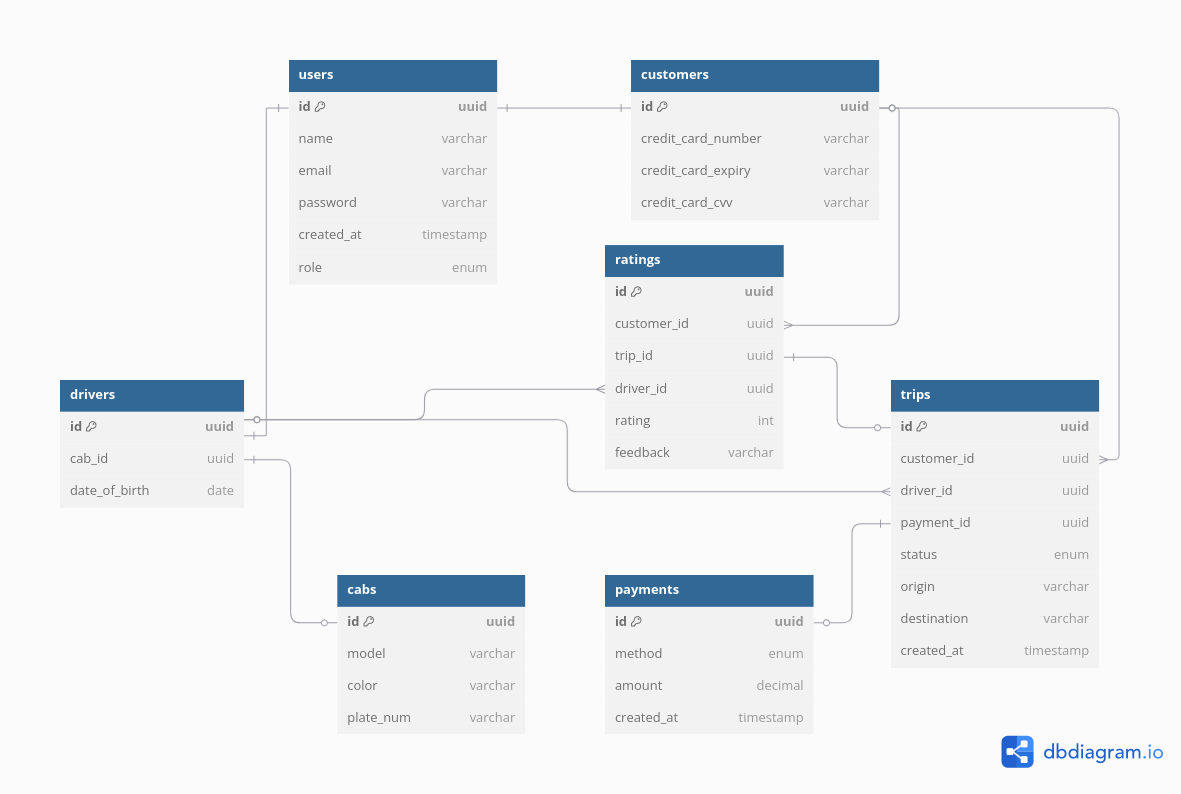 users
id uuid
name varchar
email varchar
password varchar
created_at timestamp
role enum
customers
id uuid
credit_card_number varchar
credit_card_expiry varchar
credit_card_cvv varchar
ratings
id uuid
customer_id uuid
trip_id uuid
driver_id uuid
rating int
feedback varchar
drivers
id uuid
cab_id uuid
date_of_birth date
trips
id uuid
customer_id uuid
driver_id uuid
payment_id uuid
status enum
origin varchar
destination varchar
created_at timestamp
cabs
id uuid
model varchar
color varchar
plate_num varchar
payments
id uuid
method enum
amount decimal
created_at timestamp
dbdiagram.io